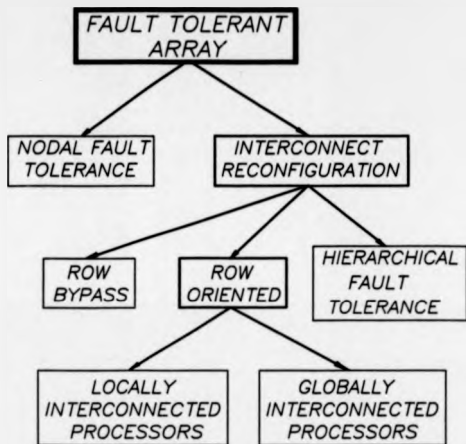 FAULT TOLERANT
ARRAY
NODAL FAULT
TOLERANCE
INTERCONNECT
RECONFIGURATION
ROW
BYPASS
ROW
ORIENTED
HIERARCHICAL
FAULT
TOLERANCE
LOCALLY
INTERCONNECTED
PROCESSORS
GLOBALLY
INTERCONNECTED
PROCESSORS